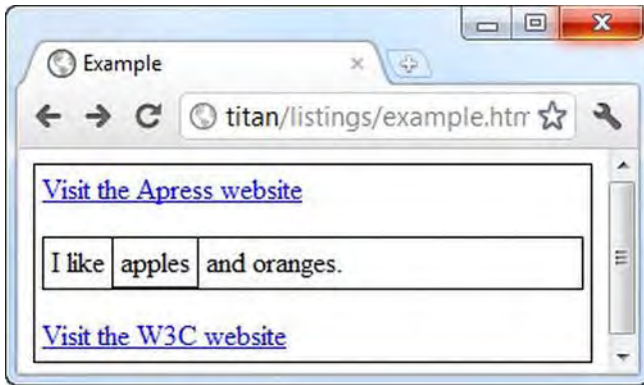 Example
titan/listings/example.htm
Visit the Apress website
I like apples and oranges.
Visit the W3C website